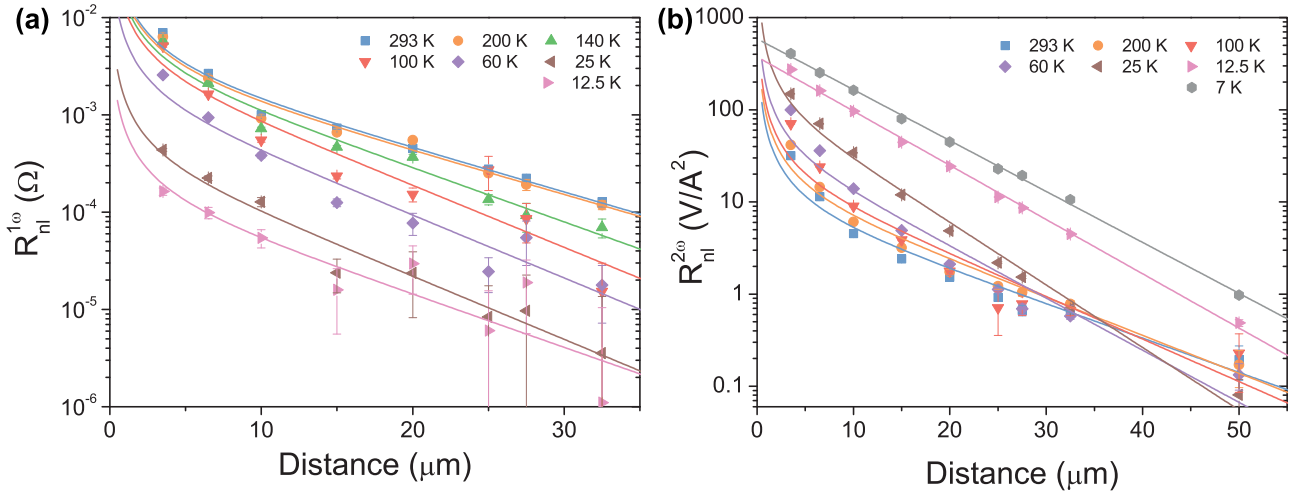 (a)
10⁻²
10⁻³
10⁻⁴
10⁻⁵
10⁻⁶
R_nl^1ω (Ω)
293 K 200 K 140 K
100 K 60 K 25 K
12.5 K
0 10 20 30
Distance (μm)
(b)
1000
100
10
1
0.1
R_nl^2ω (V/A²)
293 K 200 K 100 K
60 K 25 K 12.5 K
7 K
0 10 20 30 40 50
Distance (μm)